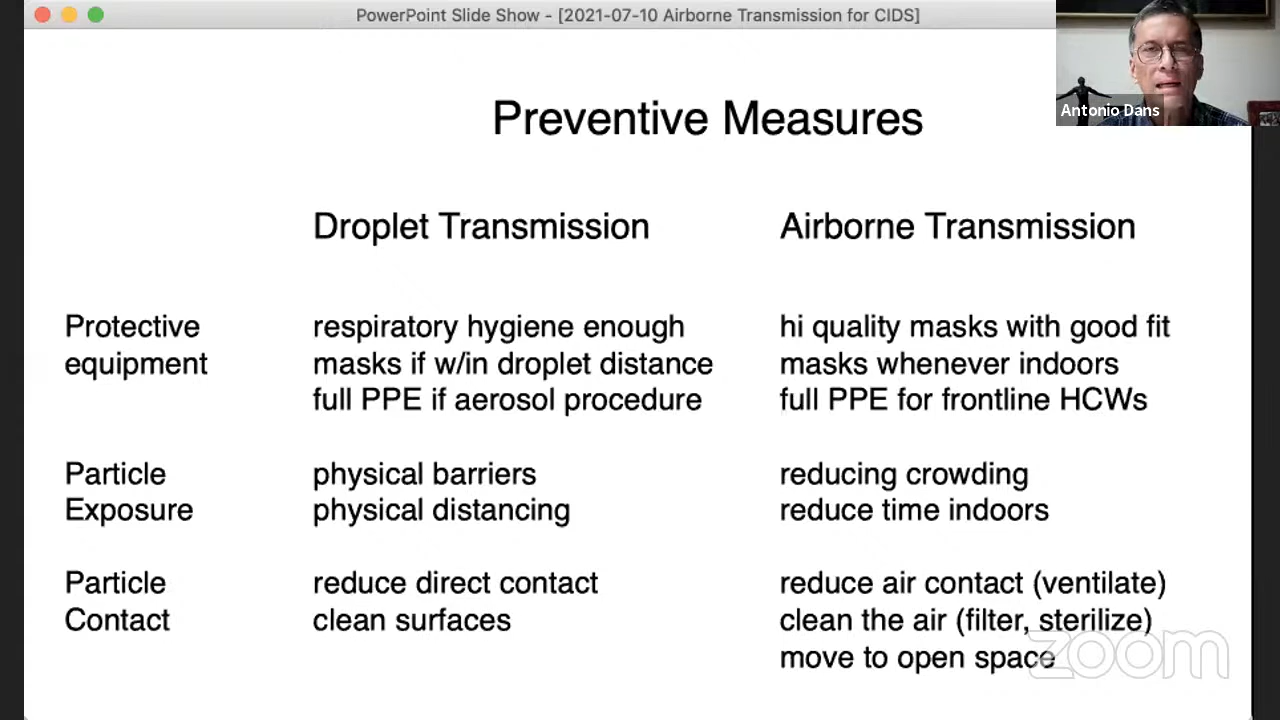 PowerPoint Slide Show - [2021-07-10 Airborne Transmission for CIDS]
Antonio Dans
Preventive Measures
Droplet Transmission
Airborne Transmission
Protective equipment
respiratory hygiene enough
masks if w/in droplet distance
full PPE if aerosol procedure
hi quality masks with good fit
masks whenever indoors
full PPE for frontline HCWs
Particle
Exposure
physical barriers
physical distancing
reducing crowding
reduce time indoors
Particle
Contact
reduce direct contact
clean surfaces
reduce air contact (ventilate)
clean the air (filter, sterilize)
move to open space
zoom